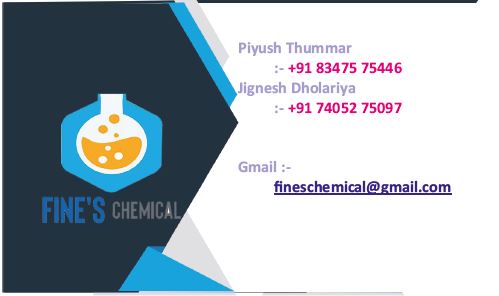 Piyush Thummar
:- +91 83475 75446
Jignesh Dholariya
:- +91 74052 75097
Gmail :-
fineschemical@gmail.com
FINE'S CHEMICAL